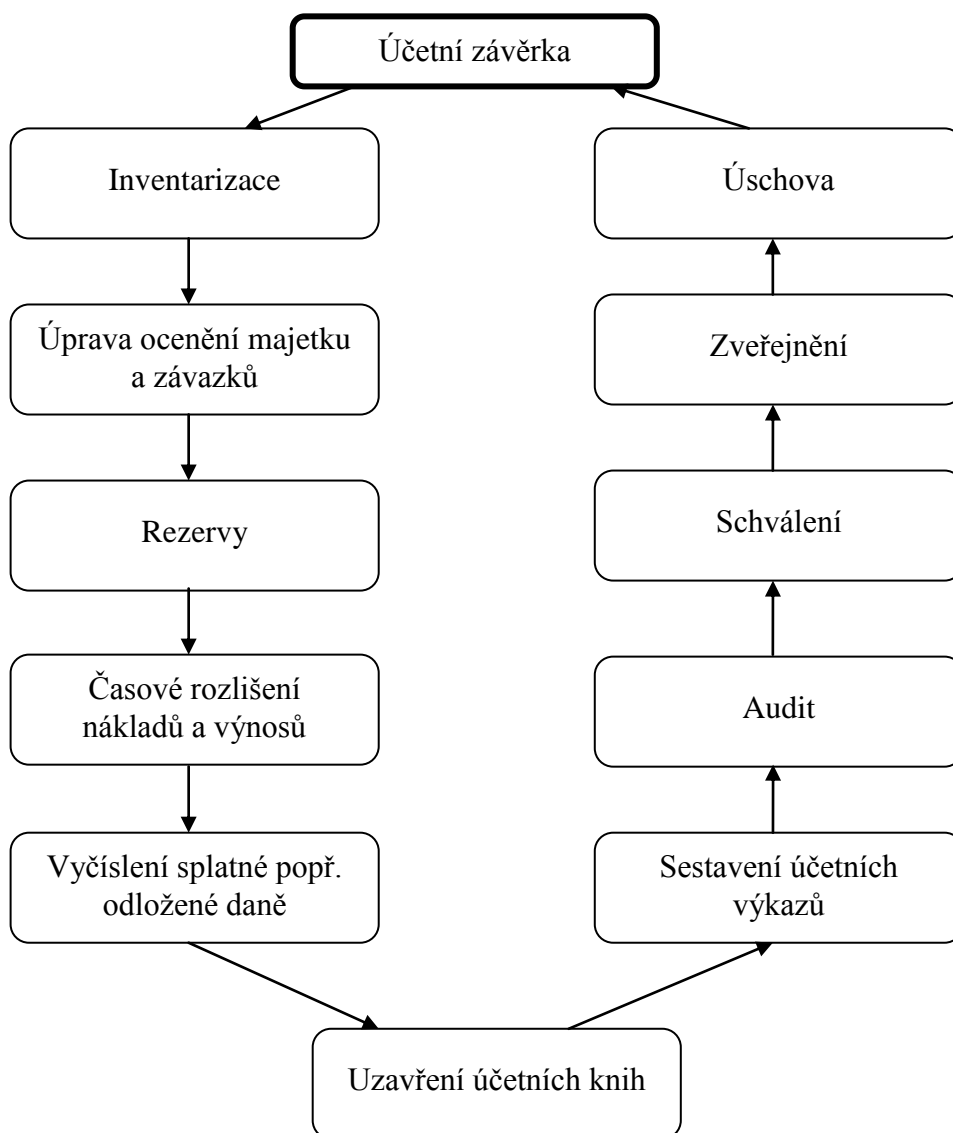 Účetní závěrka
Inventarizace
Úprava ocenění majetku
a závazků
Rezervy
Časové rozlišení
nákladů a výnosů
Vyčíslení splatné popř.
odložené daně
Uzavření účetních knih
Sestavení účetních
výkazů
Audit
Schválení
Zveřejnění
Úschova